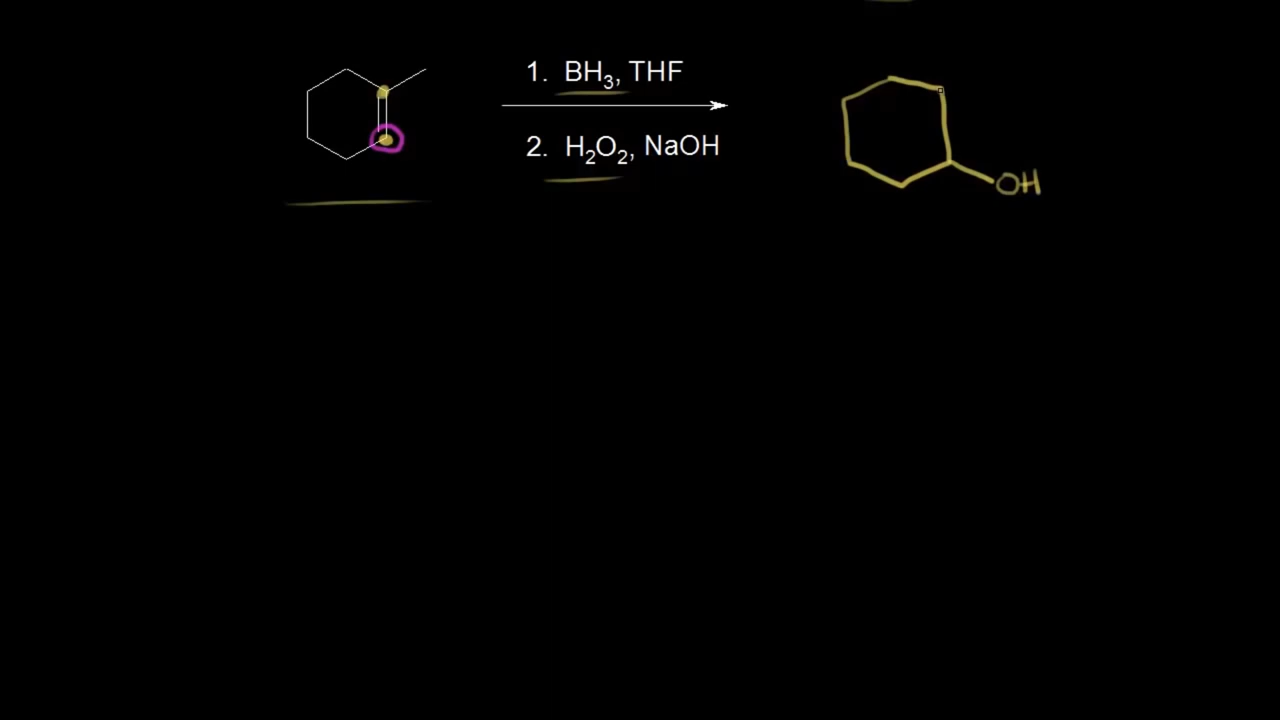 1. BH₃, THF
2. H₂O₂, NaOH
OH